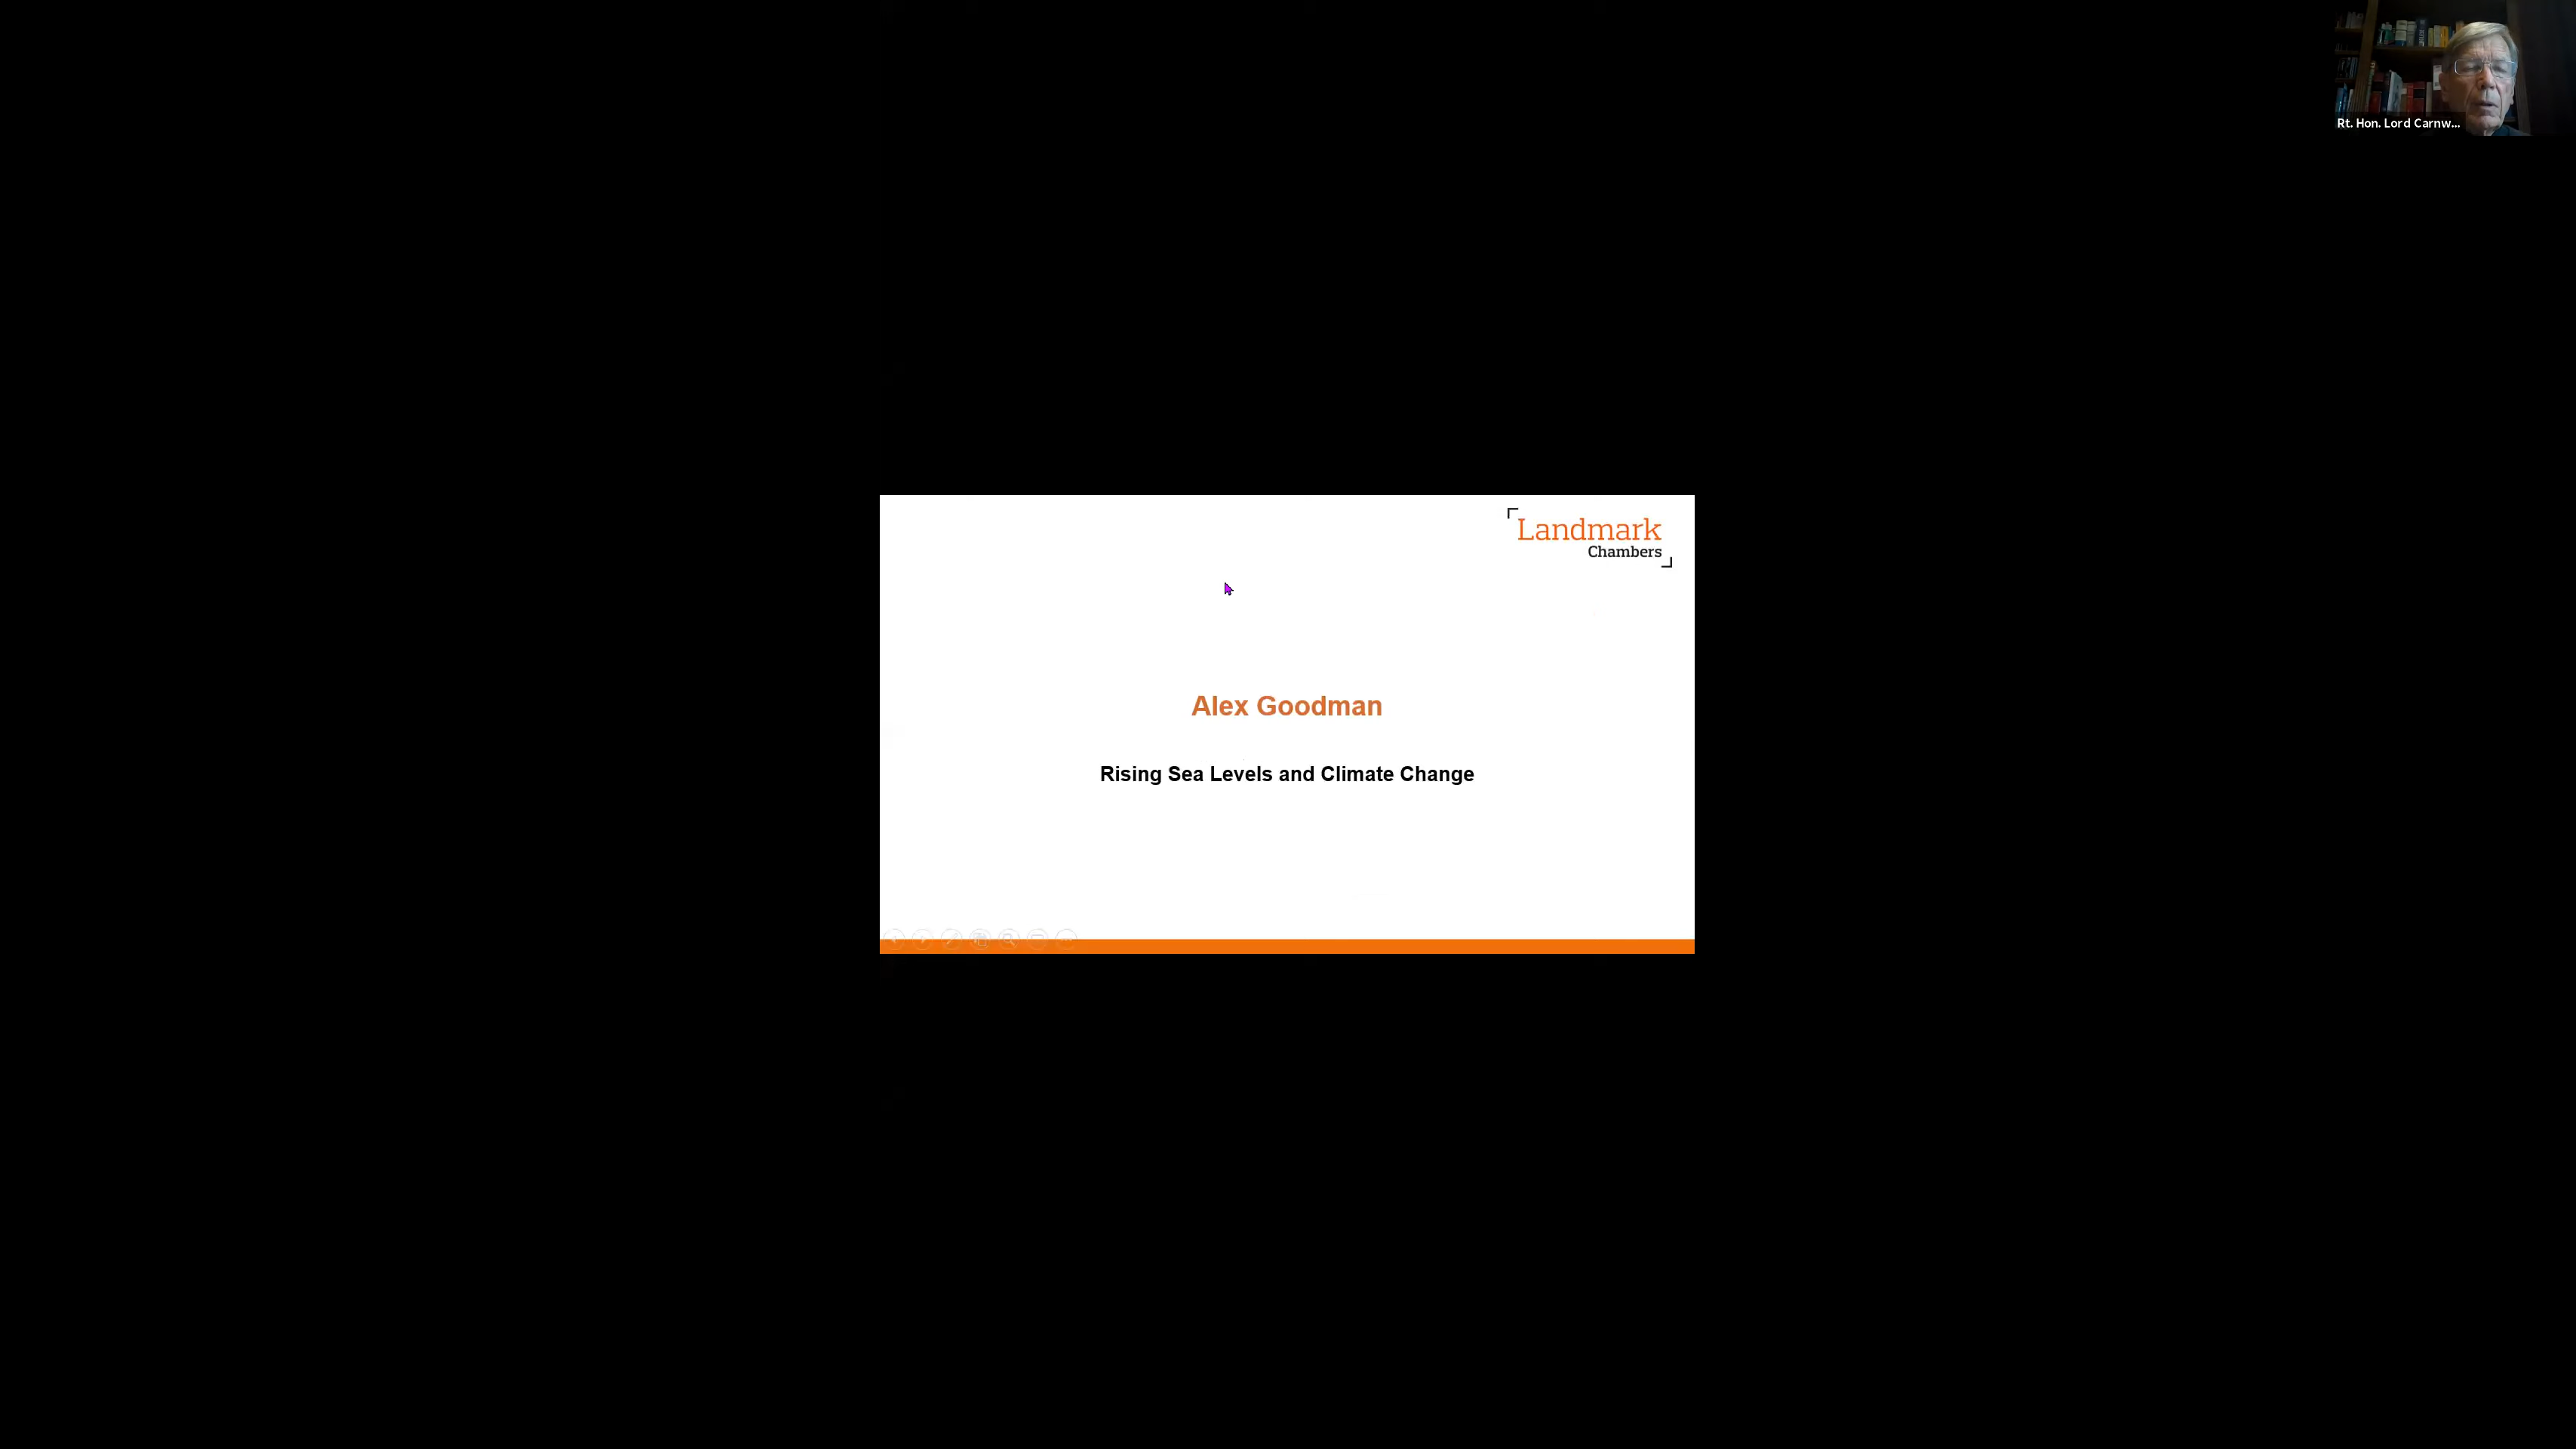 Rt. Hon. Lord Carnw...
Landmark
Chambers
Alex Goodman
Rising Sea Levels and Climate Change